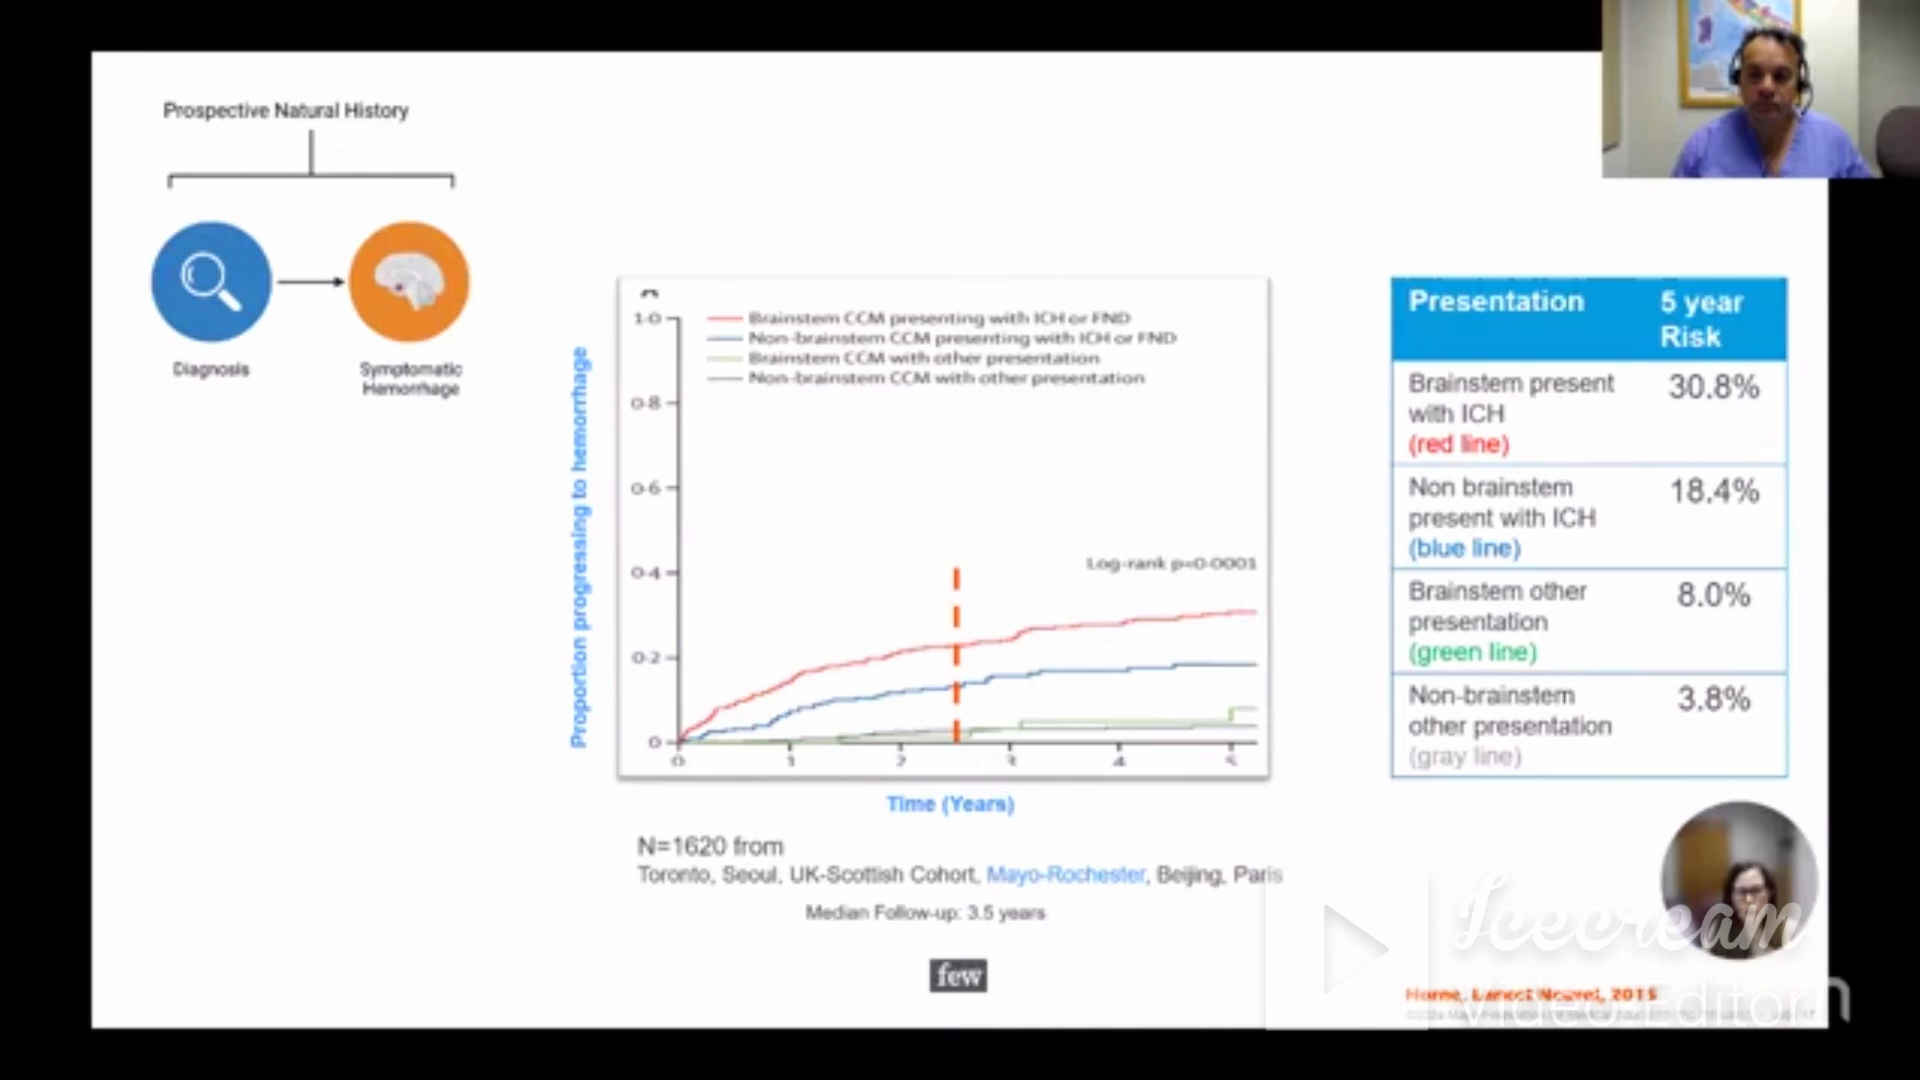 Prospective Natural History
Diagnosis
Symptomatic
Hemorrhage
Proportion progressing to hemorrhage
A
Brainstem CCM presenting with ICH or FND
Non-brainstem CCM presenting with ICH or FND
Brainstem CCM with other presentation
Non-brainstem CCM with other presentation
1·0
0·8
0·6
0·4
0·2
0
Log-rank p<0·0001
0 1 2 3 4 5
Time (Years)
N=1620 from
Toronto, Seoul, UK-Scottish Cohort, Mayo-Rochester, Beijing, Paris
Median Follow-up: 3.5 years
few
Presentation 5 year
Risk
Brainstem present 30.8%
with ICH
(red line)
Non brainstem 18.4%
present with ICH
(blue line)
Brainstem other 8.0%
presentation
(green line)
Non-brainstem 3.8%
other presentation
(gray line)
Icecream
Video Editor
Horne, Lancet Neurol, 2015